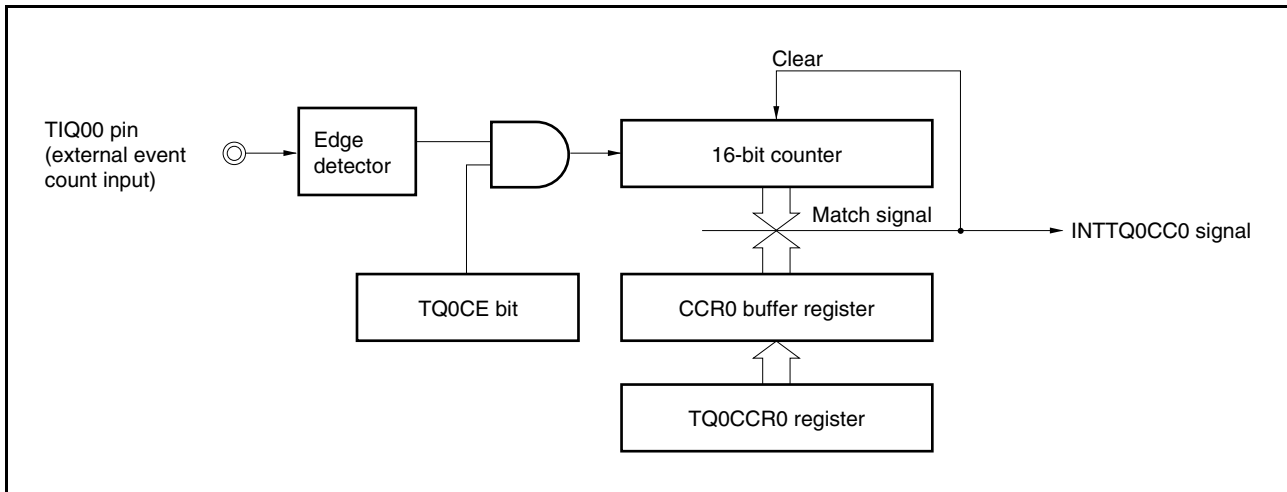 Clear
TIQ00 pin
(external event
count input)
Edge
detector
16-bit counter
Match signal
INTTQ0CC0 signal
TQ0CE bit
CCR0 buffer register
TQ0CCR0 register